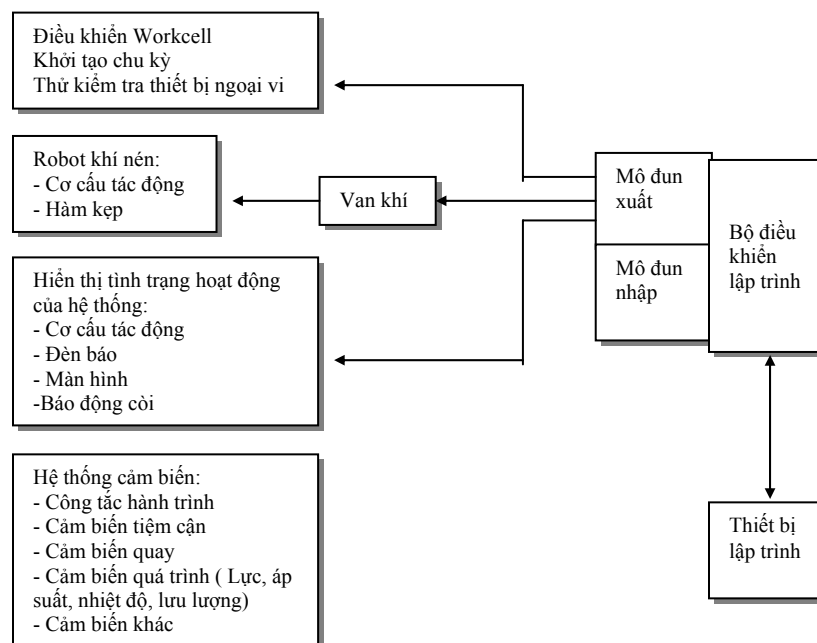 Điều khiển Workcell
Khởi tạo chu kỳ
Thử kiểm tra thiết bị ngoại vi
Robot khí nén:
- Cơ cấu tác động
- Hàm kẹp
Van khí
Mô đun
xuất
Mô đun
nhập
Bộ điều
khiển
lập trình
Hiển thị tình trạng hoạt động
của hệ thống:
- Cơ cấu tác động
- Đèn báo
- Màn hình
-Báo động còi
Hệ thống cảm biến:
- Công tắc hành trình
- Cảm biến tiệm cận
- Cảm biến quay
- Cảm biến quá trình ( Lực, áp
suất, nhiệt độ, lưu lượng)
- Cảm biến khác
Thiết bị
lập trình